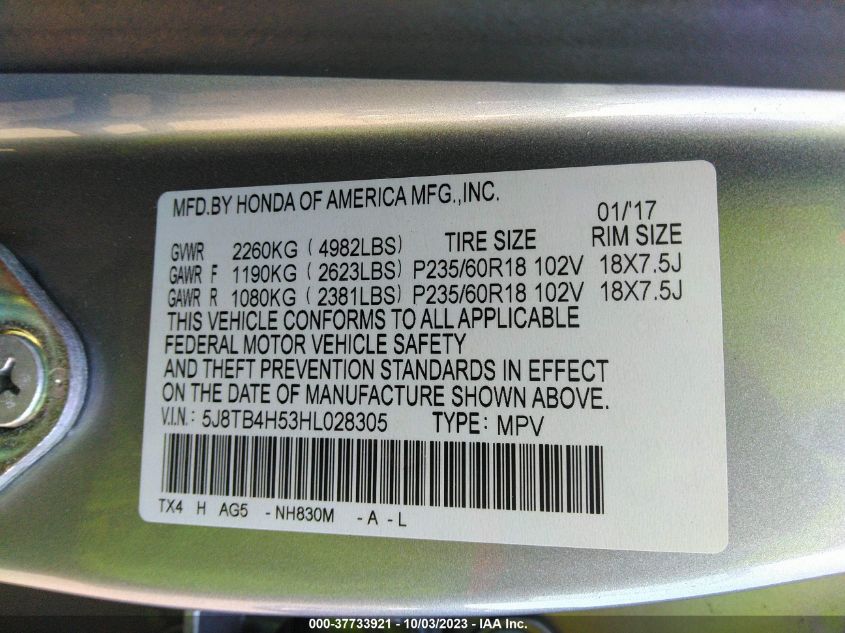 MFD.BY HONDA OF AMERICA MFG.,INC.
01/'17
GVWR 2260KG ( 4982LBS) TIRE SIZE RIM SIZE
GAWR F 1190KG ( 2623LBS) P235/60R18 102V 18X7.5J
GAWR R 1080KG ( 2381LBS) P235/60R18 102V 18X7.5J
THIS VEHICLE CONFORMS TO ALL APPLICABLE
FEDERAL MOTOR VEHICLE SAFETY
AND THEFT PREVENTION STANDARDS IN EFFECT
ON THE DATE OF MANUFACTURE SHOWN ABOVE.
V.I.N.: 5J8TB4H53HL028305 TYPE: MPV
TX4 H AG5 - NH830M - A - L
000-37733921 - 10/03/2023 - IAA Inc.